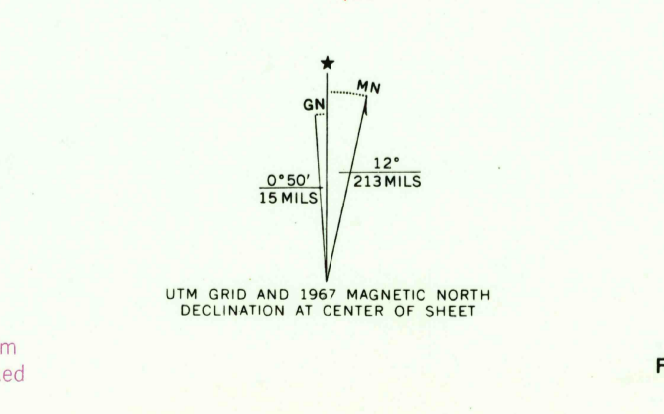 ★
MN
GN
12°
213 MILS
0°50'
15 MILS
UTM GRID AND 1967 MAGNETIC NORTH
DECLINATION AT CENTER OF SHEET
m
ed
F